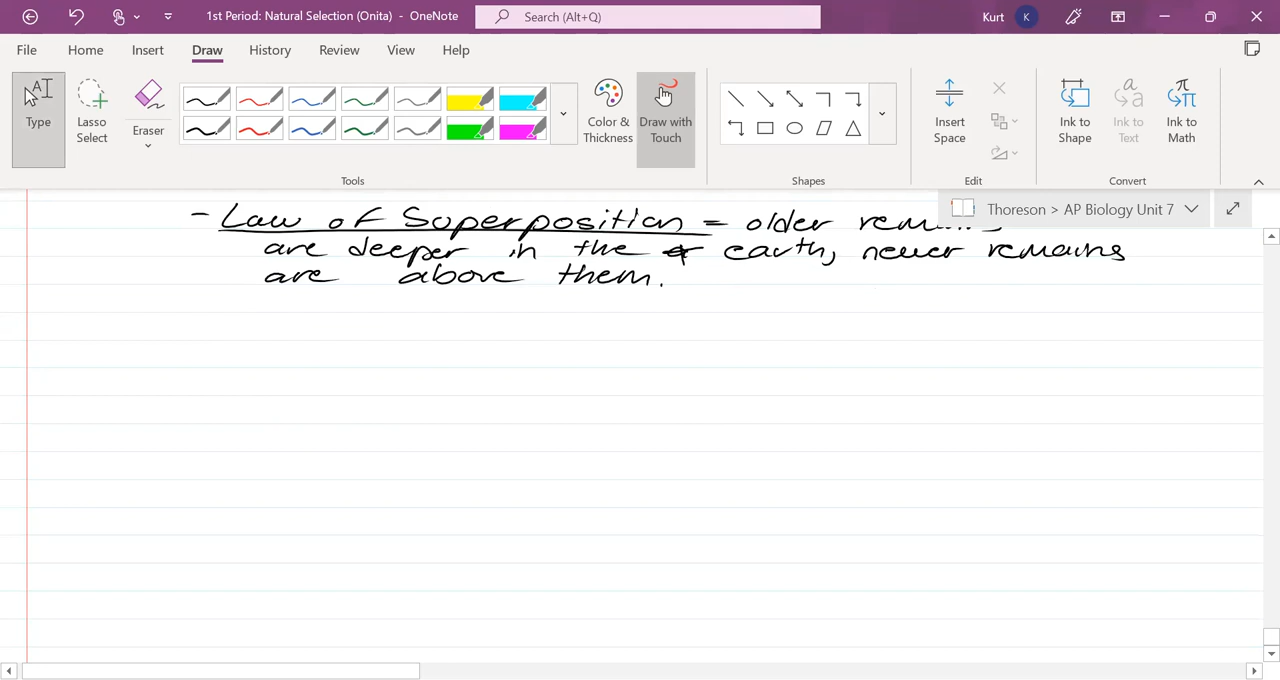 1st Period: Natural Selection (Onita) - OneNote
Search (Alt+Q)
Kurt K
File Home Insert Draw History Review View Help
Type
Lasso Select
Eraser
Color & Thickness
Draw with Touch
Insert Space
Ink to Shape
Ink to Text
Ink to Math
Tools Shapes Edit Convert
Thoreson > AP Biology Unit 7
- Law of Superposition = older remains
are deeper in the earth, newer remains
are above them.